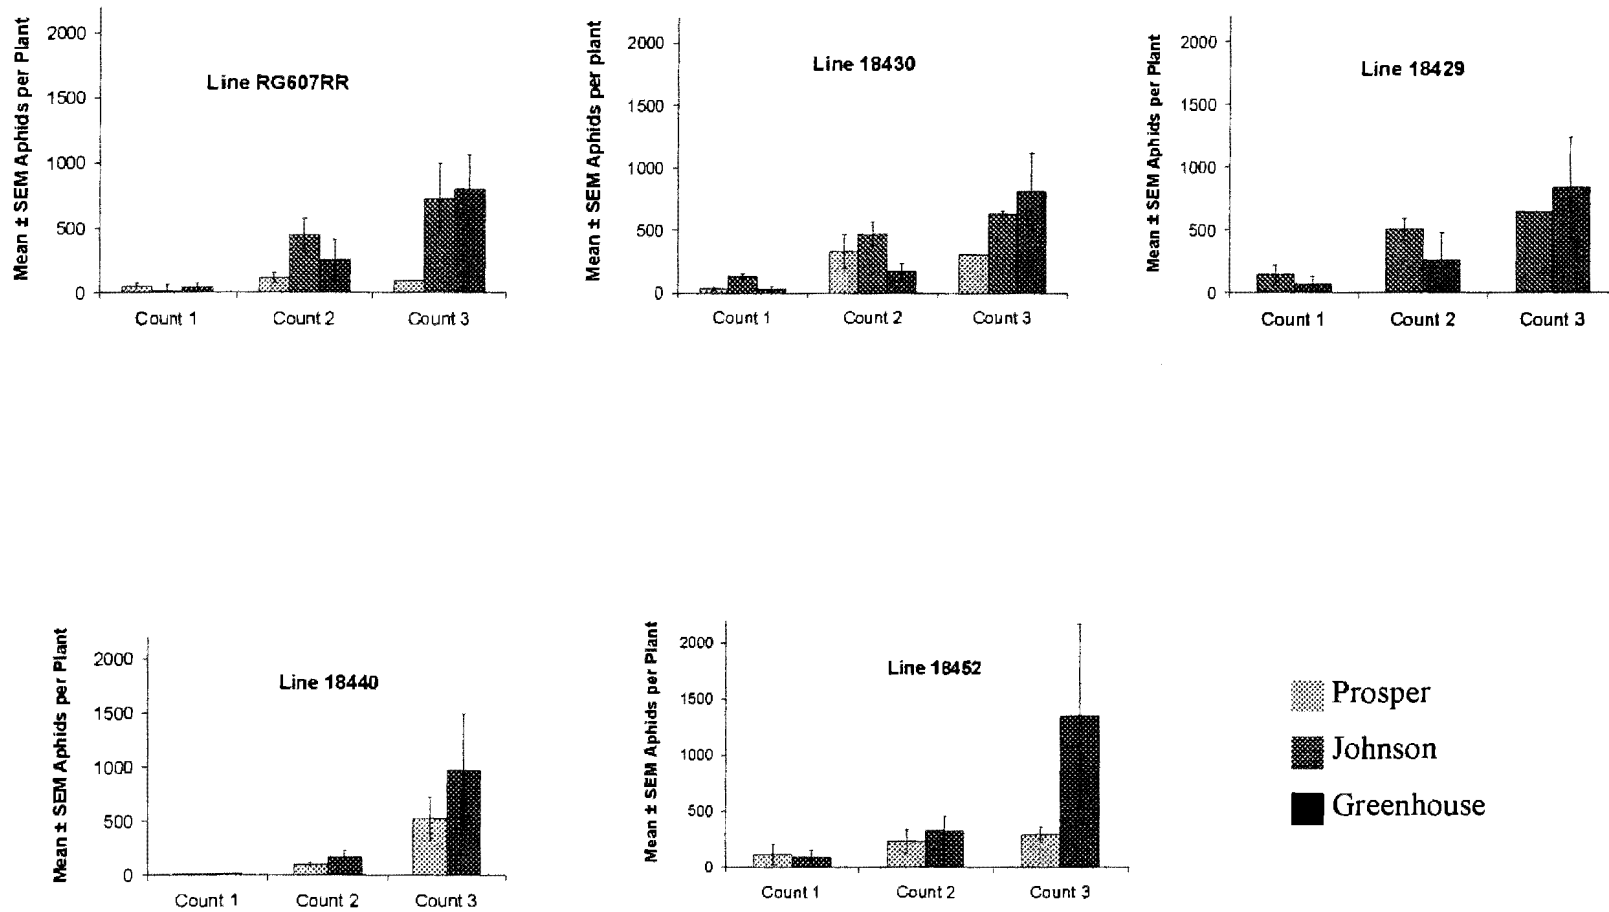 Mean ± SEM Aphids per Plant
2000
1500
1000
500
0
Line RG607RR
Count 1
Count 2
Count 3
Mean ± SEM Aphids per plant
2000
1500
1000
500
0
Line 18430
Count 1
Count 2
Count 3
Mean ± SEM Aphids per Plant
2000
1500
1000
500
0
Line 18429
Count 1
Count 2
Count 3
Mean ± SEM Aphids per Plant
2000
1500
1000
500
0
Line 18440
Count 1
Count 2
Count 3
Mean ± SEM Aphids per Plant
2000
1500
1000
500
0
Line 18452
Count 1
Count 2
Count 3
Prosper
Johnson
Greenhouse